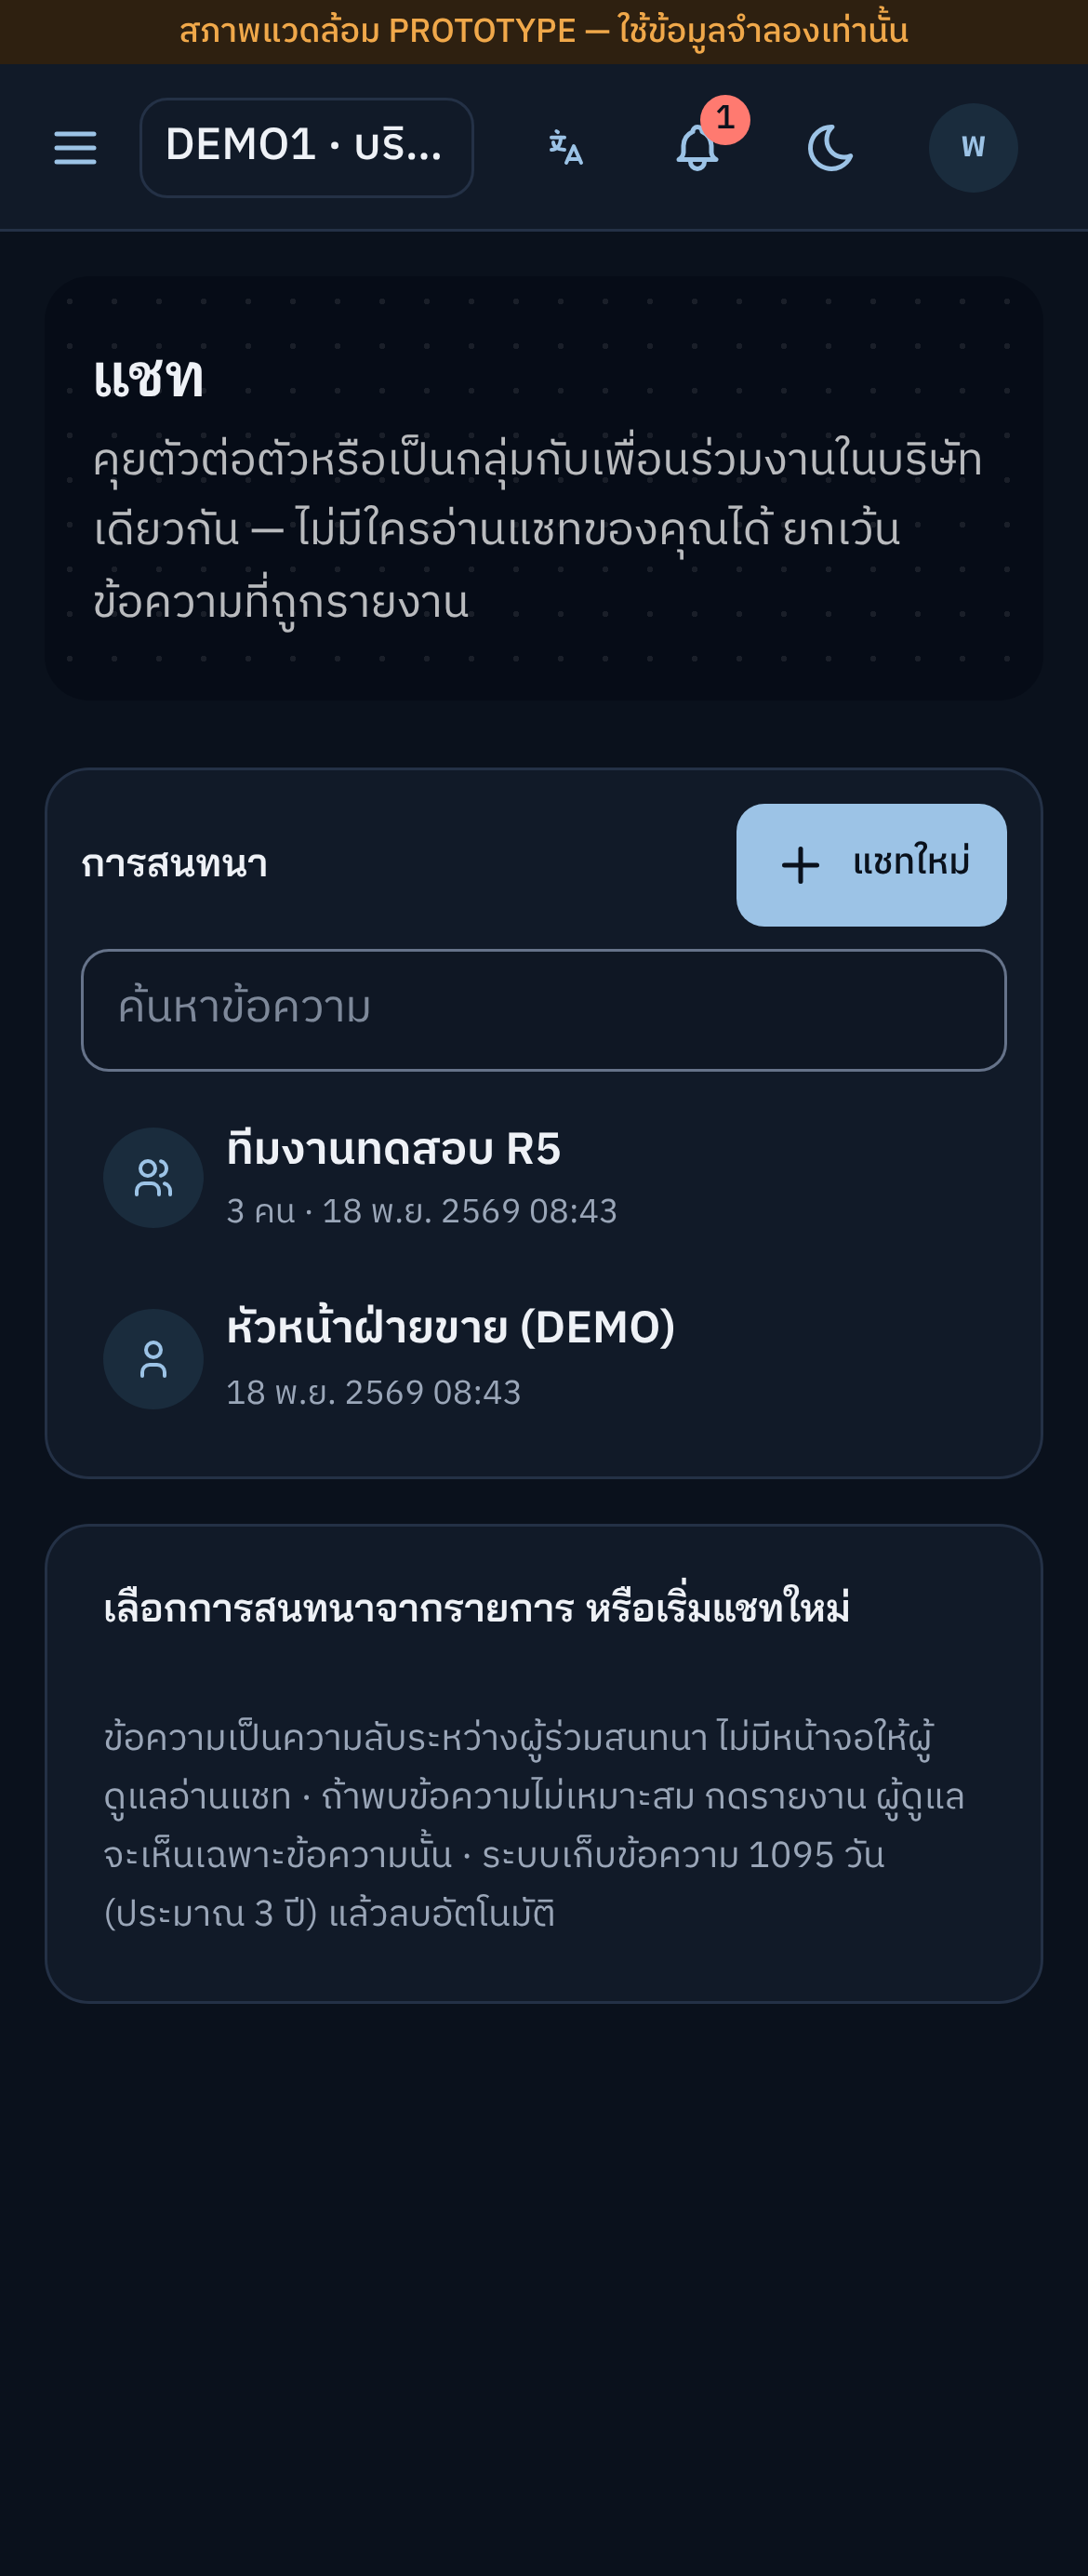 สภาพแวดล้อม PROTOTYPE — ใช้ข้อมูลจำลองเท่านั้น
DEMO1 · บริ...
1
พ
แชท
คุยตัวต่อตัวหรือเป็นกลุ่มกับเพื่อนร่วมงานในบริษัท
เดียวกัน — ไม่มีใครอ่านแชทของคุณได้ ยกเว้น
ข้อความที่ถูกรายงาน
การสนทนา
แชทใหม่
ค้นหาข้อความ
ทีมงานทดสอบ R5
3 คน · 18 พ.ย. 2569 08:43
หัวหน้าฝ่ายขาย (DEMO)
18 พ.ย. 2569 08:43
เลือกการสนทนาจากรายการ หรือเริ่มแชทใหม่
ข้อความเป็นความลับระหว่างผู้ร่วมสนทนา ไม่มีหน้าจอให้ผู้
ดูแลอ่านแชท · ถ้าพบข้อความไม่เหมาะสม กดรายงาน ผู้ดูแล
จะเห็นเฉพาะข้อความนั้น · ระบบเก็บข้อความ 1095 วัน
(ประมาณ 3 ปี) แล้วลบอัตโนมัติ